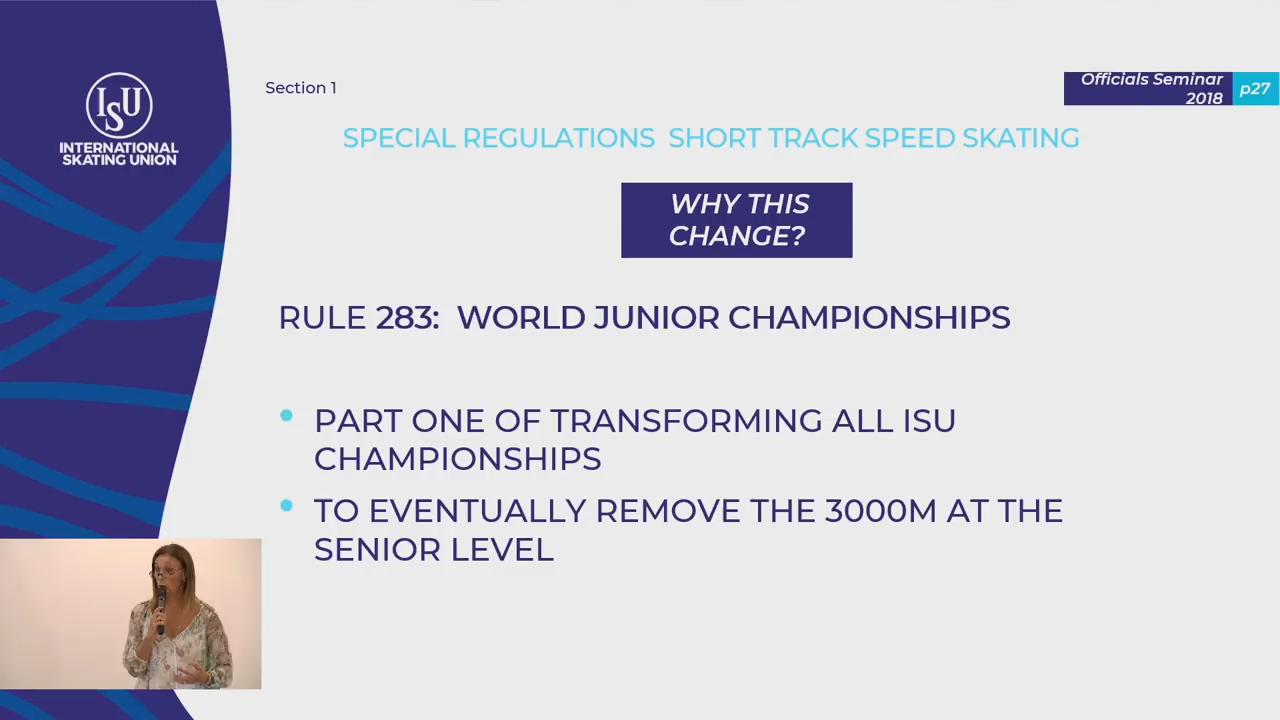 ISU
INTERNATIONAL
SKATING UNION
Section 1
Officials Seminar
2018
p27
SPECIAL REGULATIONS SHORT TRACK SPEED SKATING
WHY THIS
CHANGE?
RULE 283: WORLD JUNIOR CHAMPIONSHIPS
• PART ONE OF TRANSFORMING ALL ISU
CHAMPIONSHIPS
• TO EVENTUALLY REMOVE THE 3000M AT THE
SENIOR LEVEL